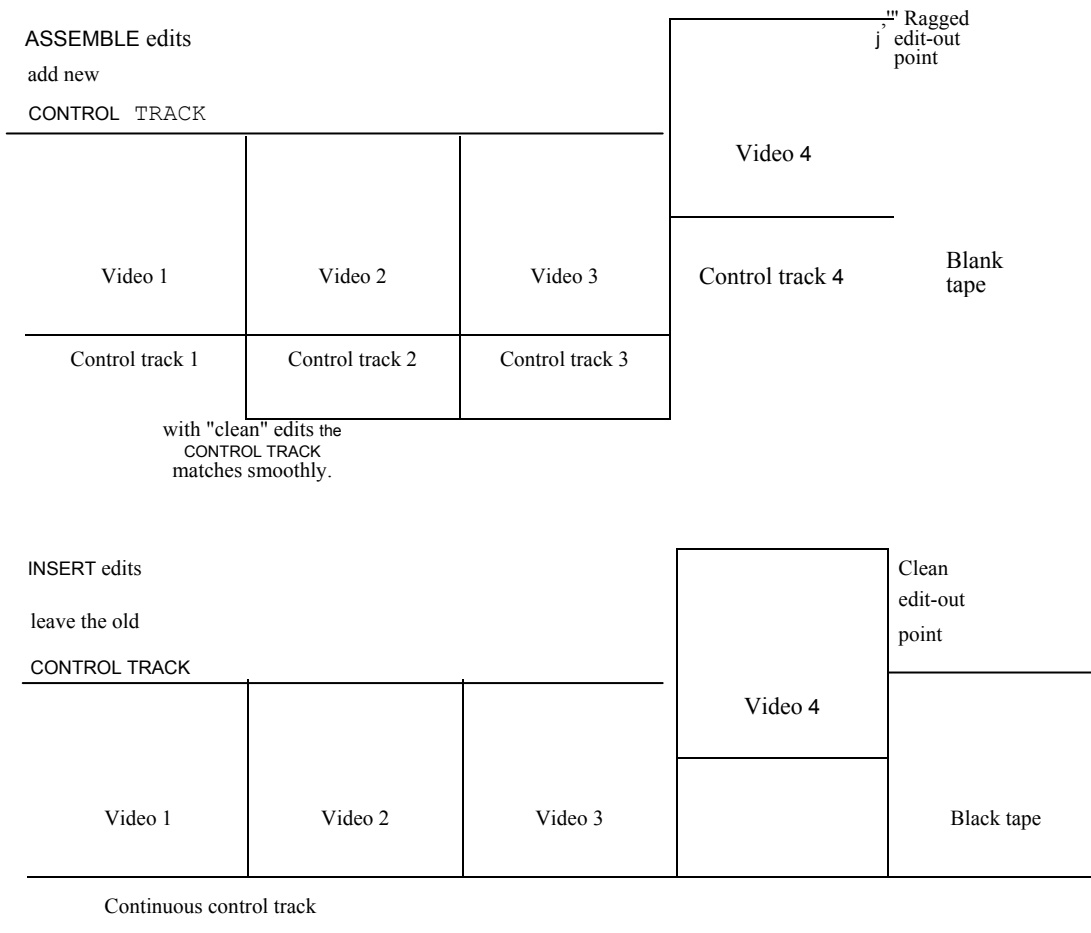 ASSEMBLE edits
add new
CONTROL TRACK
,'" Ragged
j edit-out
point
Video 4
Video 1
Video 2
Video 3
Control track 4
Blank
tape
Control track 1
Control track 2
Control track 3
with "clean" edits the
CONTROL TRACK
matches smoothly.
INSERT edits
leave the old
CONTROL TRACK
Clean
edit-out
point
Video 4
Video 1
Video 2
Video 3
Black tape
Continuous control track